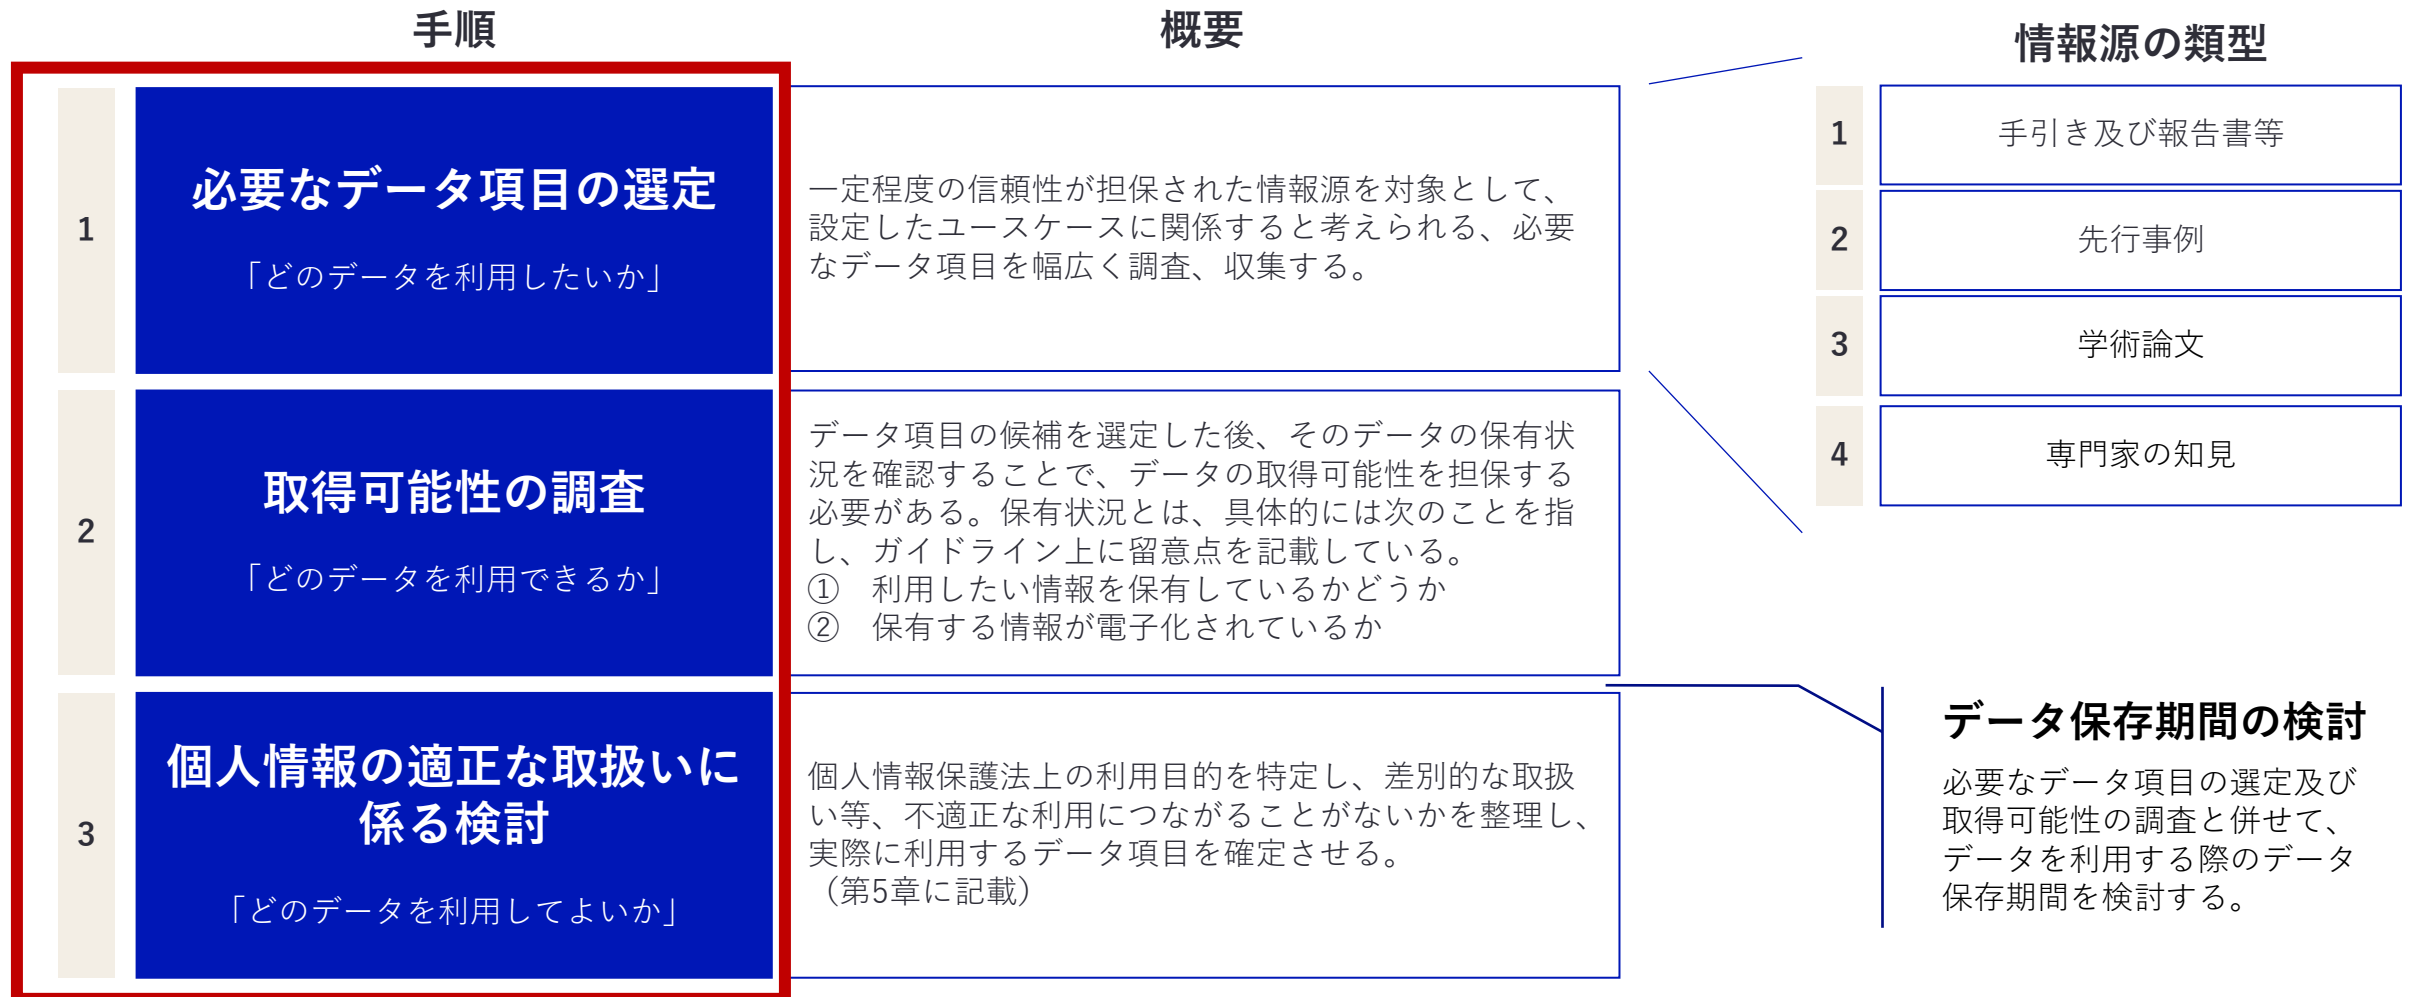 手順
概要
情報源の類型
1
必要なデータ項目の選定
「どのデータを利用したいか」
一定程度の信頼性が担保された情報源を対象として、
設定したユースケースに関係すると考えられる、必要
なデータ項目を幅広く調査、収集する。
1
手引き及び報告書等
2
先行事例
3
学術論文
4
専門家の知見
2
取得可能性の調査
「どのデータを利用できるか」
データ項目の候補を選定した後、そのデータの保有状
況を確認することで、データの取得可能性を担保する
必要がある。保有状況とは、具体的には次のことを指
し、ガイドライン上に留意点を記載している。
① 利用したい情報を保有しているかどうか
② 保有する情報が電子化されているか
3
個人情報の適正な取扱いに
係る検討
「どのデータを利用してよいか」
個人情報保護法上の利用目的を特定し、差別的な取扱
い等、不適正な利用につながることがないかを整理し、
実際に利用するデータ項目を確定させる。
（第5章に記載）
データ保存期間の検討
必要なデータ項目の選定及び
取得可能性の調査と併せて、
データを利用する際のデータ
保存期間を検討する。